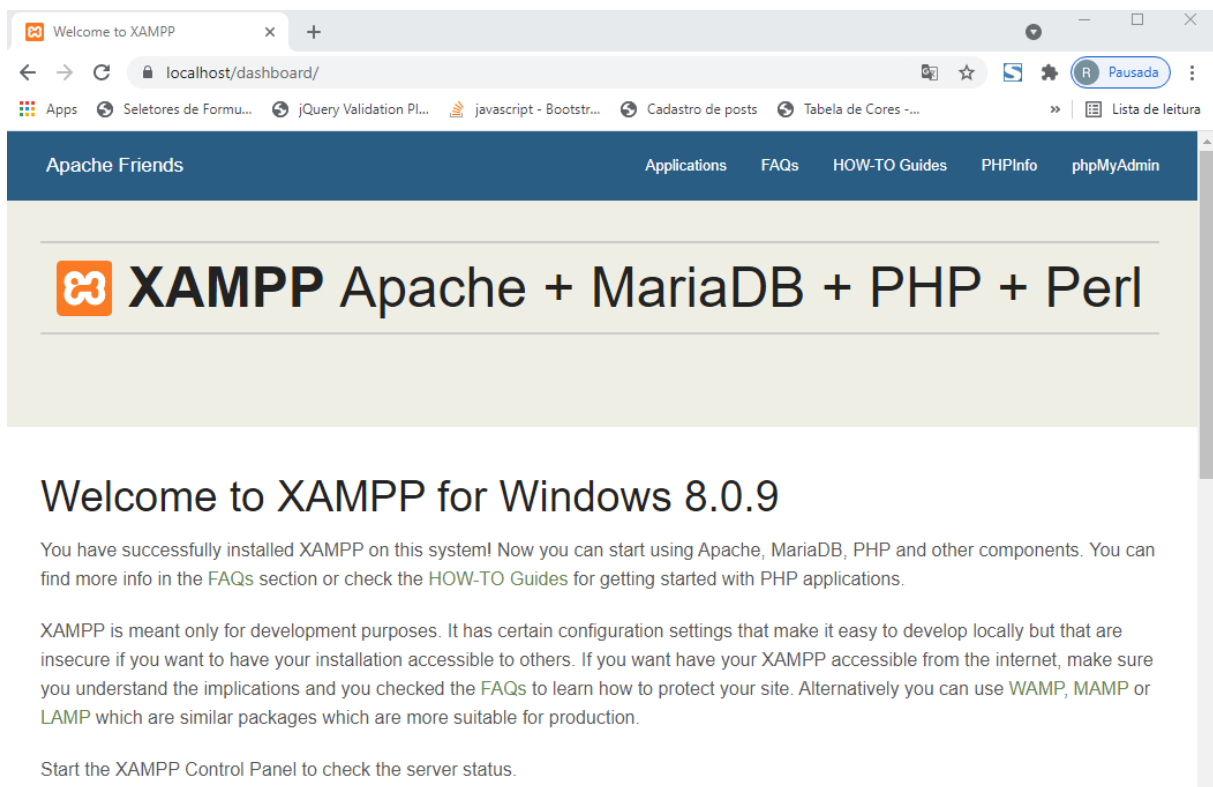 Welcome to XAMPP
localhost/dashboard/
R Pausada
Apps Seletores de Formu... jQuery Validation Pl... javascript - Bootstr... Cadastro de posts Tabela de Cores -... » Lista de leitura
Apache Friends Applications FAQs HOW-TO Guides PHPInfo phpMyAdmin
XAMPP Apache + MariaDB + PHP + Perl
Welcome to XAMPP for Windows 8.0.9
You have successfully installed XAMPP on this system! Now you can start using Apache, MariaDB, PHP and other components. You can
find more info in the FAQs section or check the HOW-TO Guides for getting started with PHP applications.
XAMPP is meant only for development purposes. It has certain configuration settings that make it easy to develop locally but that are
insecure if you want to have your installation accessible to others. If you want have your XAMPP accessible from the internet, make sure
you understand the implications and you checked the FAQs to learn how to protect your site. Alternatively you can use WAMP, MAMP or
LAMP which are similar packages which are more suitable for production.
Start the XAMPP Control Panel to check the server status.